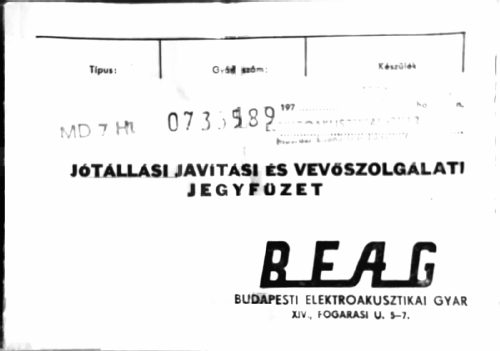 Típus: Gyári szám: Készülék
197
MD 7 HL
JÓTÁLLÁSI JAVÍTÁSI ÉS VEVŐSZOLGÁLATI
JEGYFÜZET
BEAG
BUDAPESTI ELEKTROAKUSZTIKAI GYÁR
XIV., FOGARASI U. 5–7.